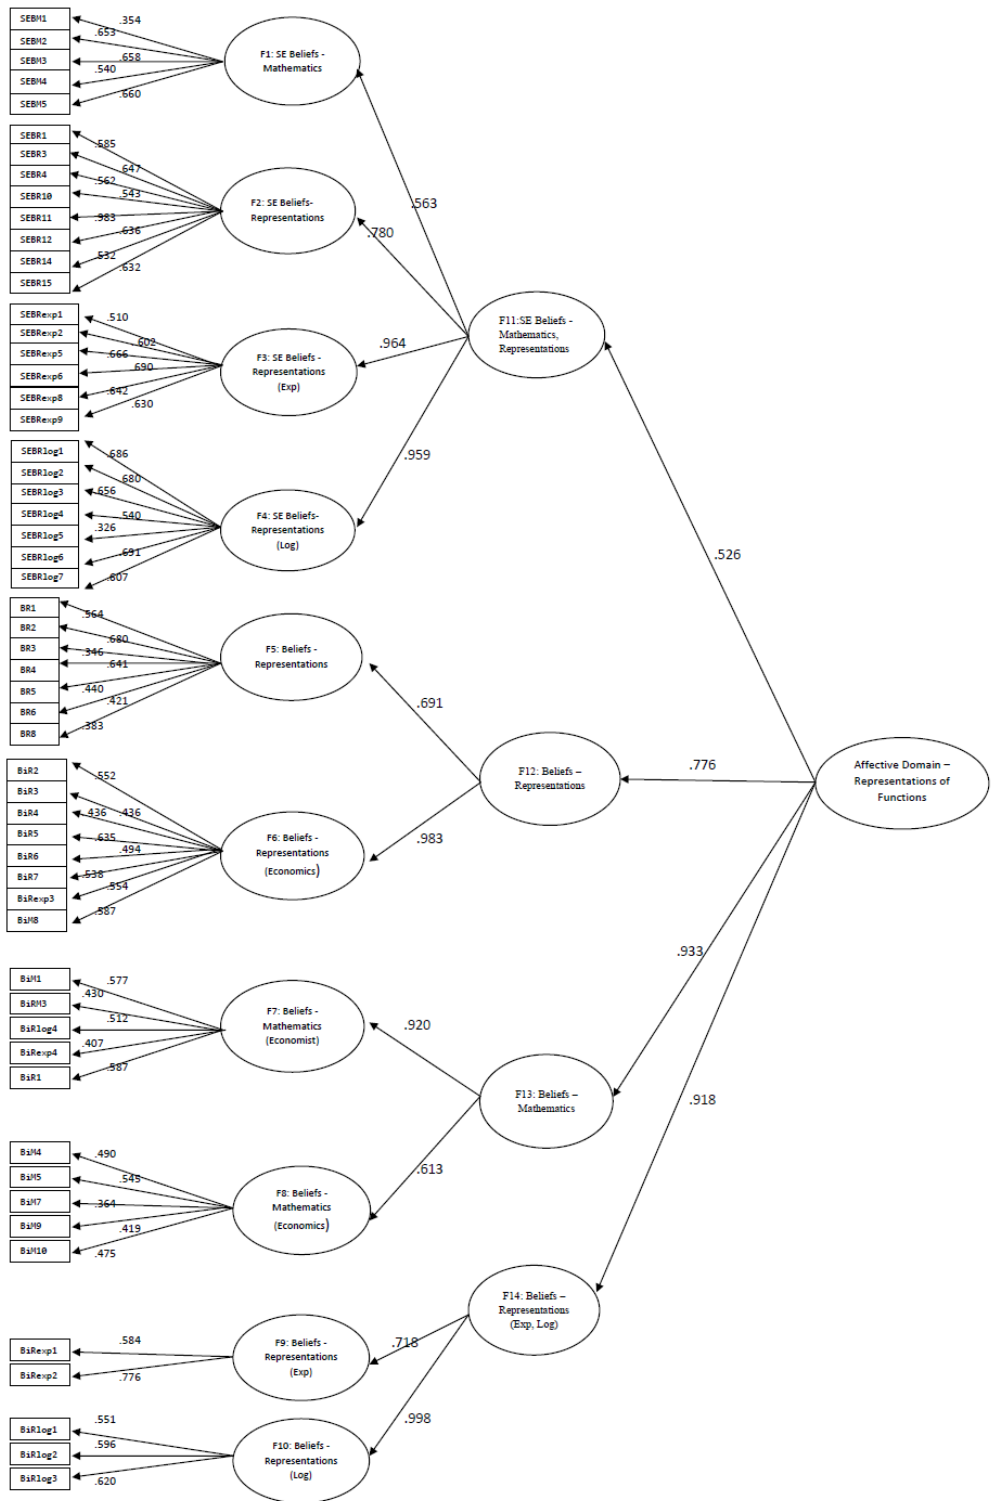 SEBM1
SEBM2
SEBM3
SEBM4
SEBM5
.354
.653
.658
.540
.660
F1: SE Beliefs -
Mathematics
SEBR1
SEBR3
SEBR4
SEBR10
SEBR11
SEBR12
SEBR14
SEBR15
.585
.647
.562
.543
.983
.636
.532
.632
F2: SE Beliefs-
Representations
SEBRexp1
SEBRexp2
SEBRexp5
SEBRexp6
SEBRexp8
SEBRexp9
.510
.602
.666
.690
.642
.630
F3: SE Beliefs -
Representations
(Exp)
SEBRlog1
SEBRlog2
SEBRlog3
SEBRlog4
SEBRlog5
SEBRlog6
SEBRlog7
.686
.680
.656
.540
.326
.691
.607
F4: SE Beliefs-
Representations
(Log)
.563
.780
.964
.959
F11:SE Beliefs -
Mathematics,
Representations
.526
BR1
BR2
BR3
BR4
BR5
BR6
BR8
.564
.680
.346
.641
.440
.421
.383
F5: Beliefs -
Representations
BiR2
BiR3
BiR4
BiR5
BiR6
BiR7
BiRexp3
BiM8
.552
.436
.436
.635
.494
.538
.554
.587
F6: Beliefs -
Representations
(Economics)
.691
.983
F12: Beliefs –
Representations
.776
Affective Domain –
Representations of
Functions
BiM1
BiRM3
BiRlog4
BiRexp4
BiR1
.577
.430
.512
.407
.587
F7: Beliefs -
Mathematics
(Economist)
BiM4
BiM5
BiM7
BiM9
BiM10
.490
.545
.364
.419
.475
F8: Beliefs -
Mathematics
(Economics)
.920
.613
F13: Beliefs –
Mathematics
.933
.918
BiRexp1
BiRexp2
.584
.776
F9: Beliefs -
Representations
(Exp)
BiRlog1
BiRlog2
BiRlog3
.551
.596
.620
F10: Beliefs -
Representations
(Log)
.718
.998
F14: Beliefs –
Representations
(Exp, Log)